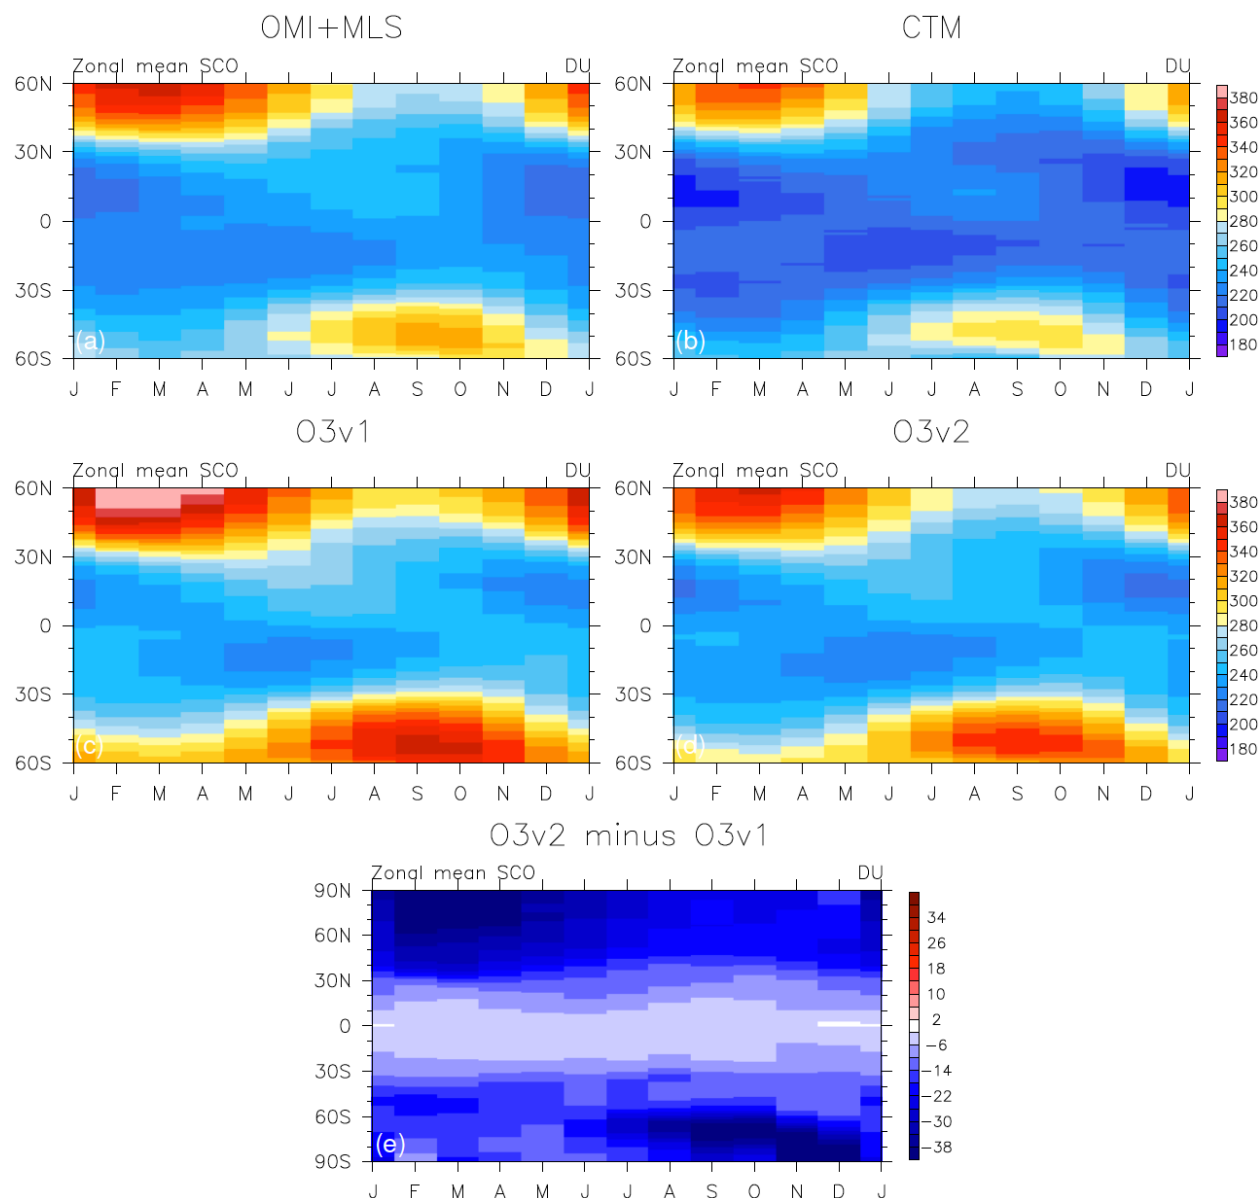 OMI+MLS CTM
Zonal mean SCO DU Zonal mean SCO DU
60N 60N
380
360
30N 30N
340
320
0 0
300
280
260
30S 30S
240
220
200
(a) (b)
180
60S 60S
J F M A M J J A S O N D J J F M A M J J A S O N D J
O3v1 O3v2
Zonal mean SCO DU Zonal mean SCO DU
60N 60N
380
360
30N 30N
340
320
0 0
300
280
260
30S 30S
240
220
200
(c) (d)
180
60S 60S
J F M A M J J A S O N D J J F M A M J J A S O N D J
O3v2 minus O3v1
Zonal mean SCO DU
90N
34
60N
26
18
30N
10
2
0
-6
-14
30S
-22
60S
-30
(e)
-38
90S
J F M A M J J A S O N D J